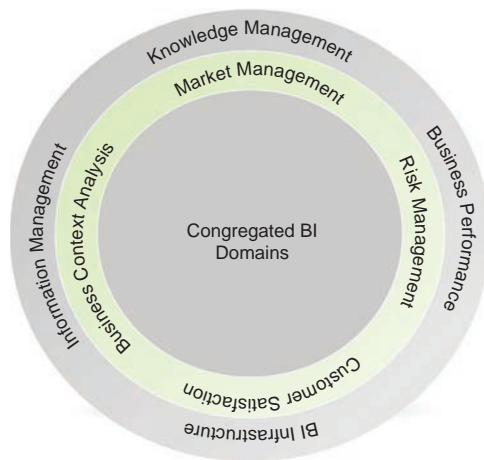 Knowledge Management
Market Management
Business Performance
Risk Management
Information Management
Business Context Analysis
Congregated BI
Domains
Customer Satisfaction
BI Infrastructure